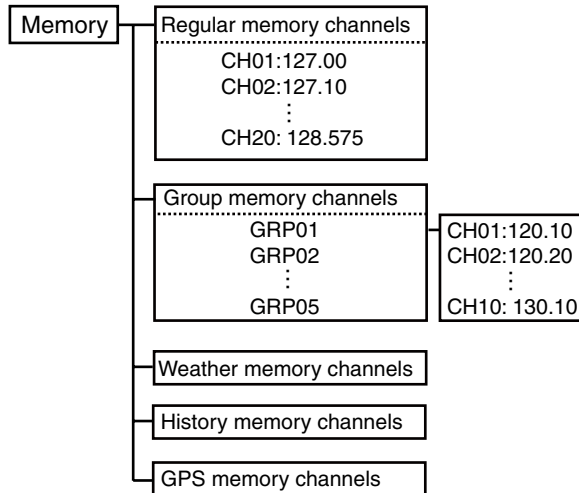 Memory
Regular memory channels
CH01:127.00
CH02:127.10
⋮
CH20: 128.575
Group memory channels
GRP01
GRP02
⋮
GRP05
CH01:120.10
CH02:120.20
⋮
CH10: 130.10
Weather memory channels
History memory channels
GPS memory channels